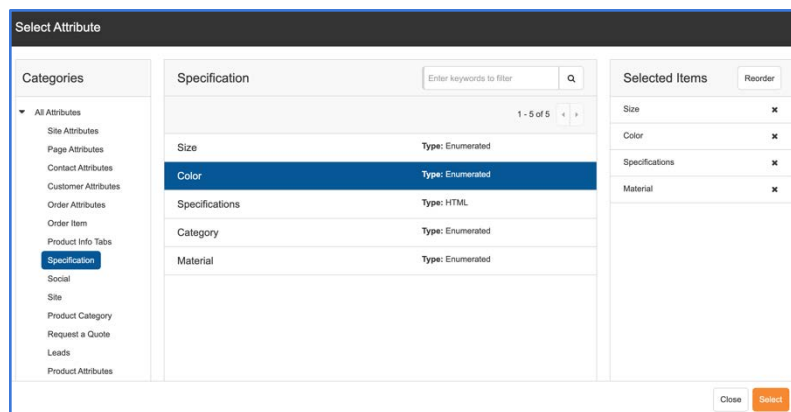 Select Attribute
Categories
All Attributes
Site Attributes
Page Attributes
Contact Attributes
Customer Attributes
Order Attributes
Order Item
Product Info Tabs
Specification
Social
Site
Product Category
Request a Quote
Leads
Product Attributes
Specification
Enter keywords to filter
1 - 5 of 5
Size Type: Enumerated
Color Type: Enumerated
Specifications Type: HTML
Category Type: Enumerated
Material Type: Enumerated
Selected Items Reorder
Size
Color
Specifications
Material
Close Select